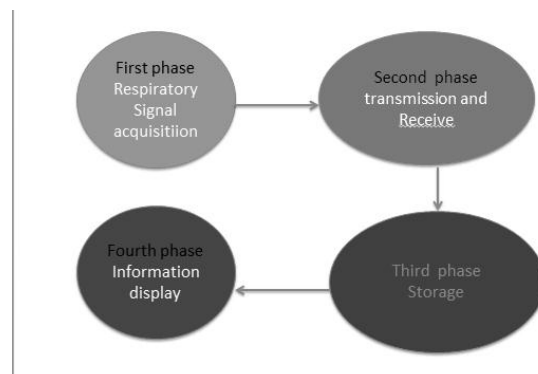 First phase
Respiratory
Signal
acquisitiion
Second phase
transmission and
Receive
Fourth phase
Information
display
Third phase
Storage